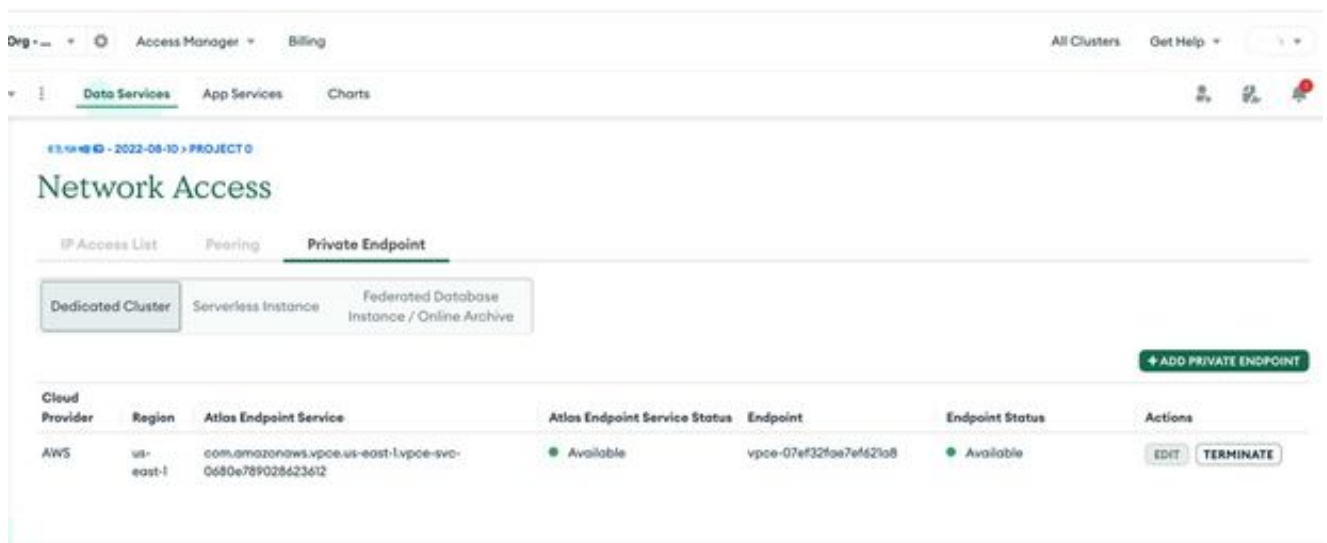 Org - ...
Access Manager
Billing
All Clusters
Get Help
Data Services
App Services
Charts
- 2022-08-10 > PROJECT 0
Network Access
IP Access List
Peering
Private Endpoint
Dedicated Cluster
Serverless Instance
Federated Database
Instance / Online Archive
+ ADD PRIVATE ENDPOINT
Cloud
Provider
Region
Atlas Endpoint Service
Atlas Endpoint Service Status
Endpoint
Endpoint Status
Actions
AWS
us-
east-1
com.amazonaws.vpce.us-east-1.vpce-svc-
0680e789028623612
Available
vpce-07ef32fae7ef621a8
Available
EDIT
TERMINATE